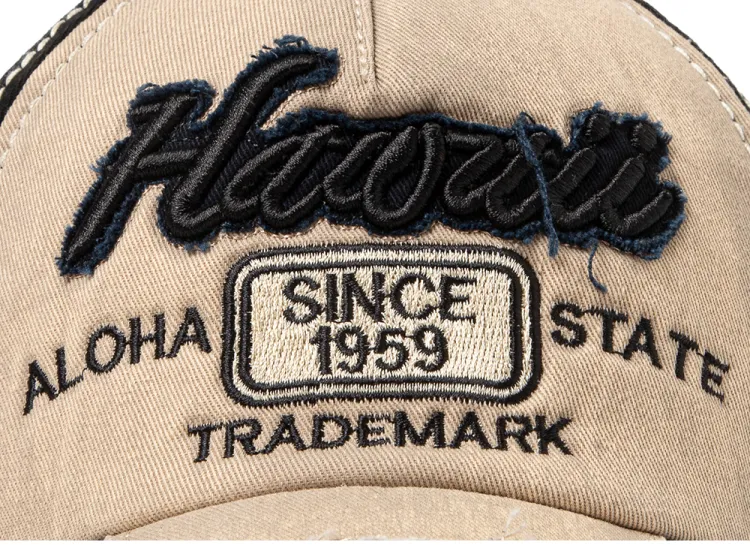 Hawaii
ALOHA SINCE STATE
1959
TRADEMARK